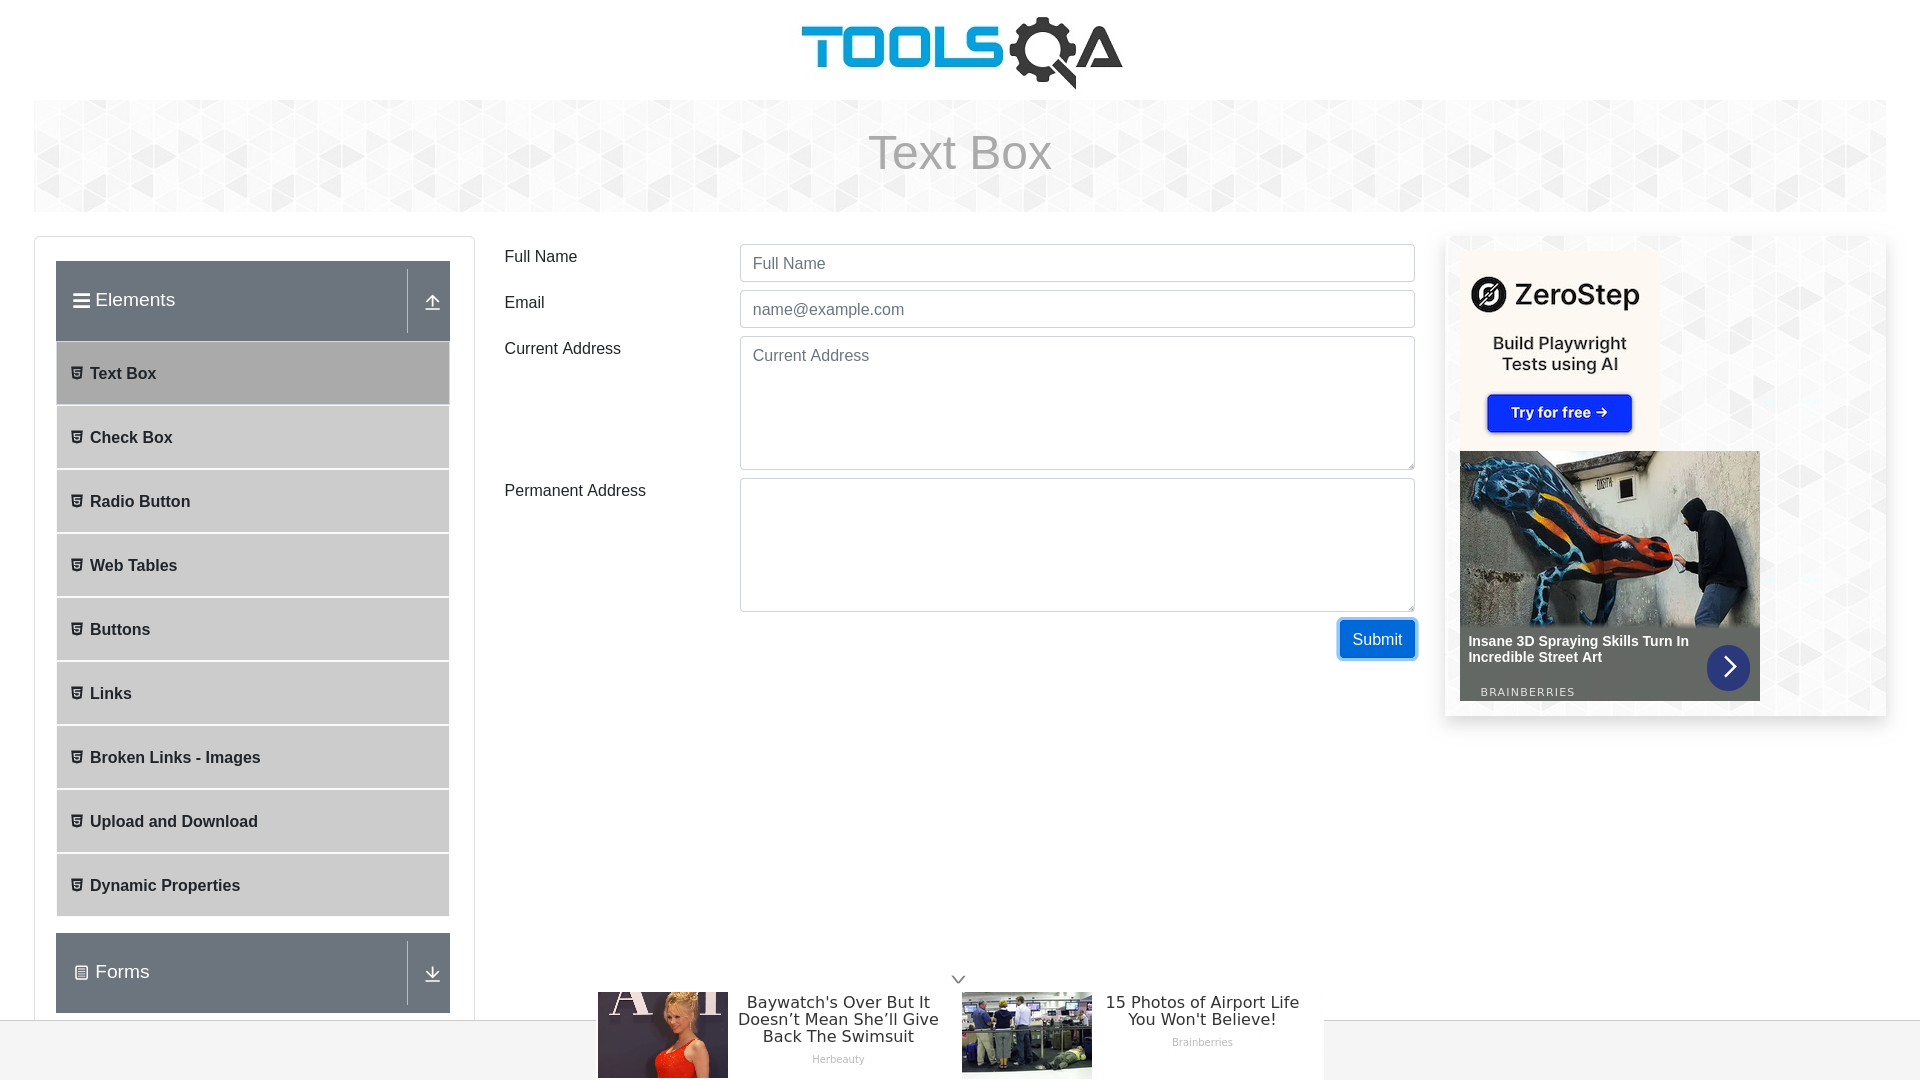 TOOLSQA
Text Box
Elements
Text Box
Check Box
Radio Button
Web Tables
Buttons
Links
Broken Links - Images
Upload and Download
Dynamic Properties
Forms
Full Name
Full Name
Email
name@example.com
Current Address
Current Address
Permanent Address
Submit
ZeroStep
Build Playwright
Tests using AI
Try for free →
Insane 3D Spraying Skills Turn In
Incredible Street Art
BRAINBERRIES
Baywatch's Over But It
Doesn’t Mean She’ll Give
Back The Swimsuit
Herbeauty
15 Photos of Airport Life
You Won't Believe!
Brainberries